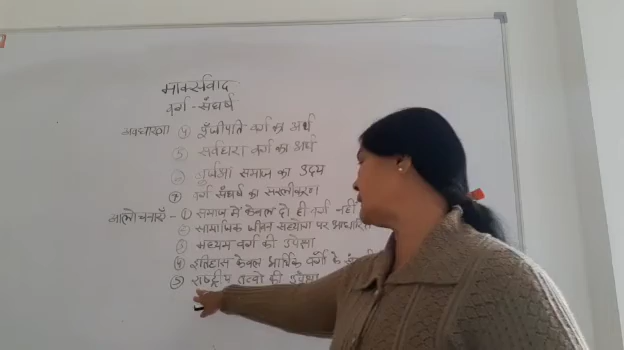 मार्क्सवाद
वर्ग - संघर्ष
अवधारणा ④ पूँजीपति वर्ग का अर्थ
⑤ सर्वहारा वर्ग का अर्थ
⑥ बुर्जुआ समाज का उदय
⑦ वर्ग संघर्ष का सरलीकरण
आलोचनाएँ - ① समाज में केवल दो ही वर्ग नहीं
② सामाजिक जीवन सहयोग पर आधारित
③ मध्यम वर्ग की उपेक्षा
④ इतिहास केवल आर्थिक वर्गों के
⑤ राष्ट्रीय तत्वों की उपेक्षा